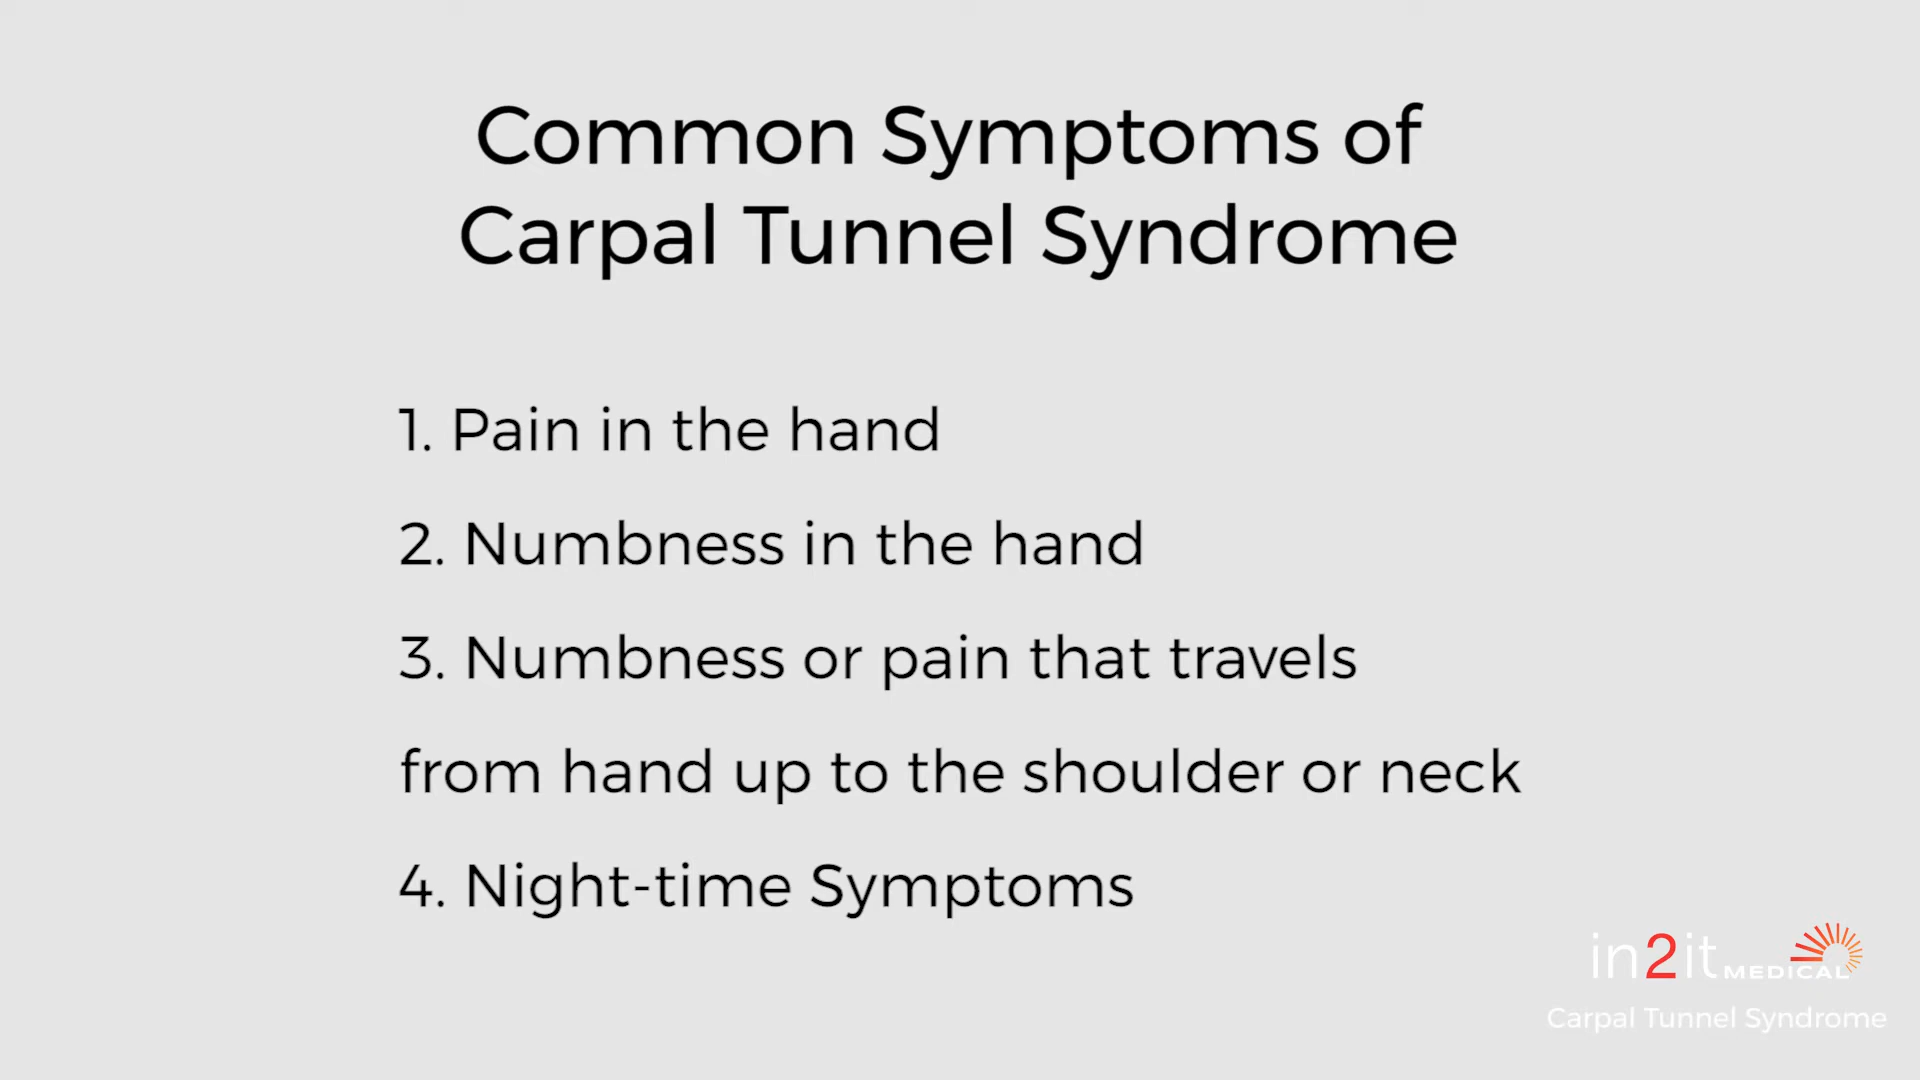 Common Symptoms of
Carpal Tunnel Syndrome
1. Pain in the hand
2. Numbness in the hand
3. Numbness or pain that travels
from hand up to the shoulder or neck
4. Night-time Symptoms
in2it MEDICAL
Carpal Tunnel Syndrome